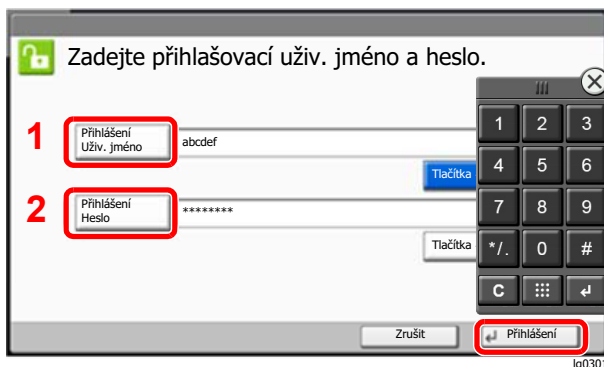 Zadejte přihlašovací uživ. jméno a heslo.
1
Přihlášení
Uživ. jméno
abcdef
Tlačítka
2
Přihlášení
Heslo
********
Tlačítka
1 2 3
4 5 6
7 8 9
*/. 0 #
C
Zrušit
Přihlášení